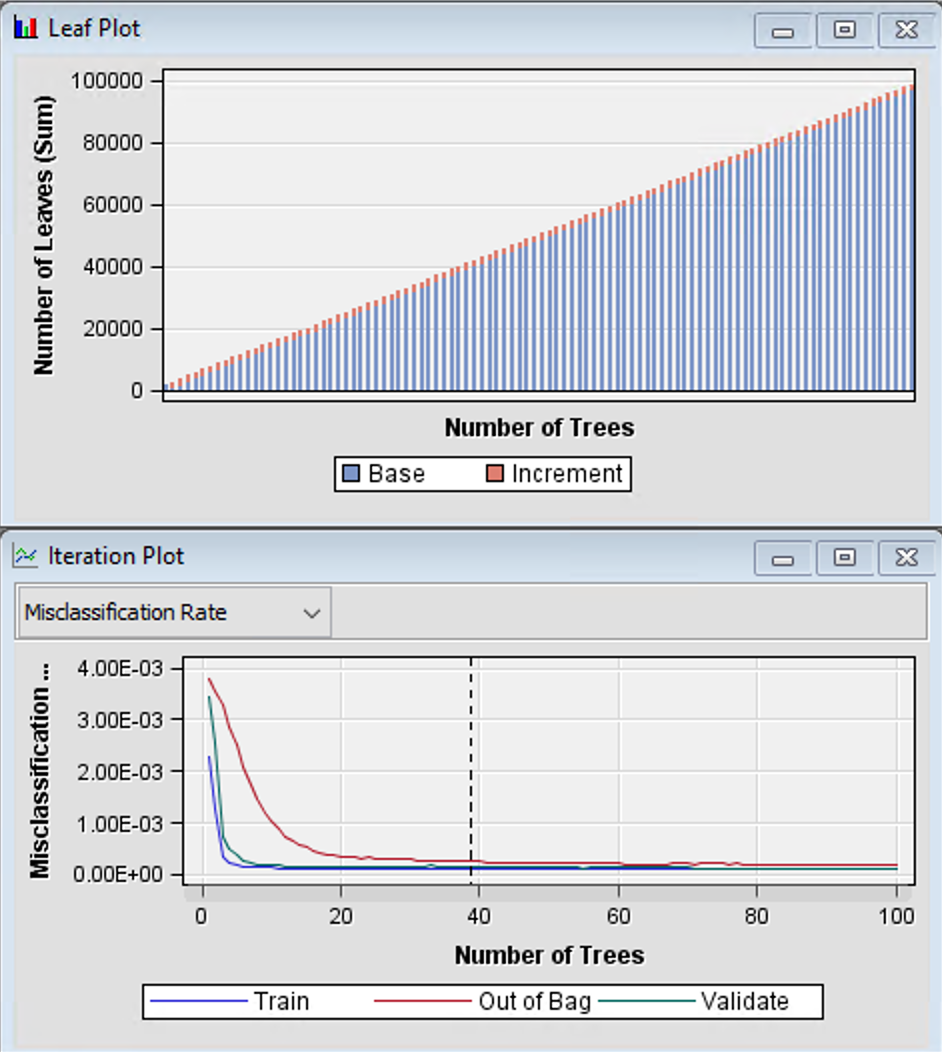 Leaf Plot
Number of Leaves (Sum)
100000
80000
60000
40000
20000
0
Number of Trees
Base Increment
Iteration Plot
Misclassification Rate
Misclassification ...
4.00E-03
3.00E-03
2.00E-03
1.00E-03
0.00E+00
0 20 40 60 80 100
Number of Trees
Train Out of Bag Validate